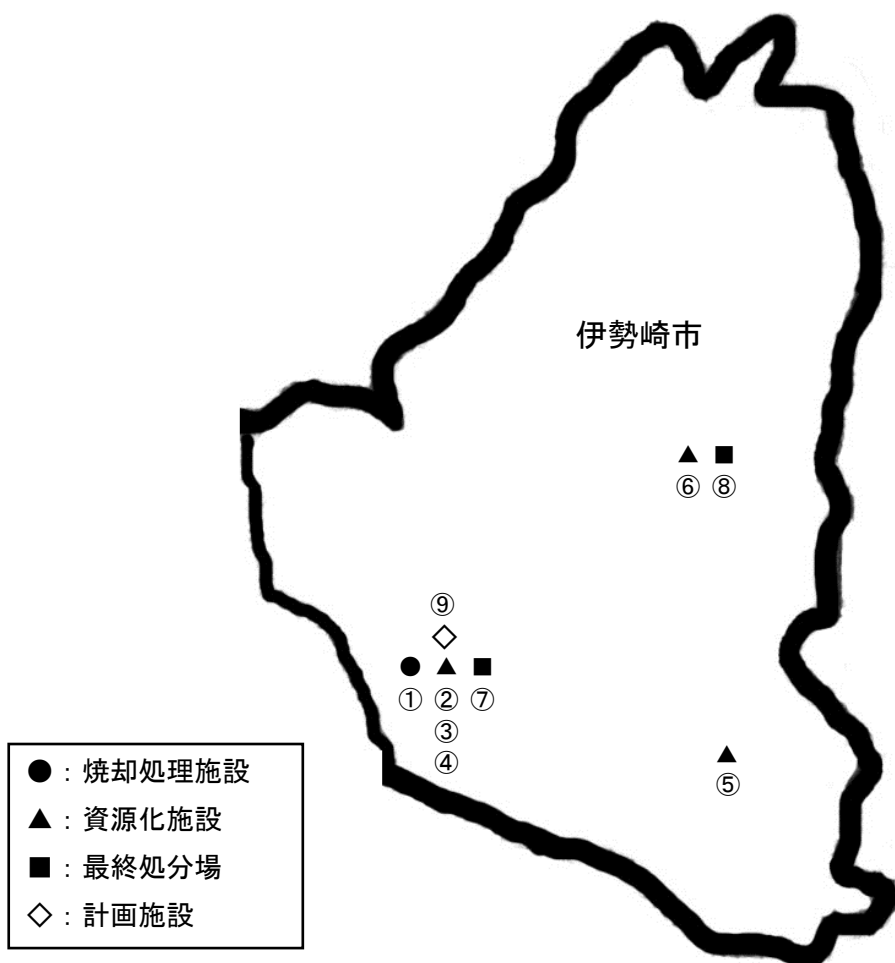 伊勢崎市
▲ ■
⑥ ⑧
⑨
◇
● ▲ ■
① ② ⑦
③
④
▲
⑤
●：焼却処理施設
▲：資源化施設
■：最終処分場
◇：計画施設